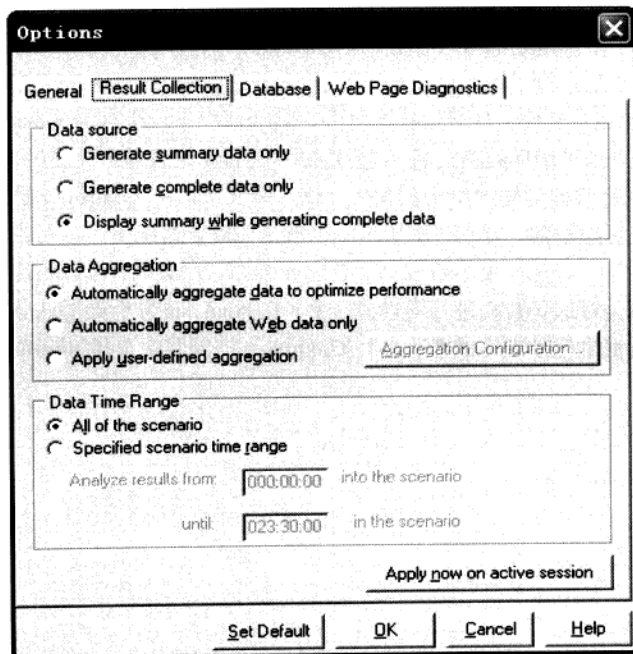 Options
General Result Collection Database Web Page Diagnostics
Data source
Generate summary data only
Generate complete data only
Display summary while generating complete data
Data Aggregation
Automatically aggregate data to optimize performance
Automatically aggregate Web data only
Apply user-defined aggregation Aggregation Configuration...
Data Time Range
All of the scenario
Specified scenario time range
Analyze results from: 000:00:00 into the scenario
until: 023:30:00 in the scenario
Apply now on active session
Set Default OK Cancel Help